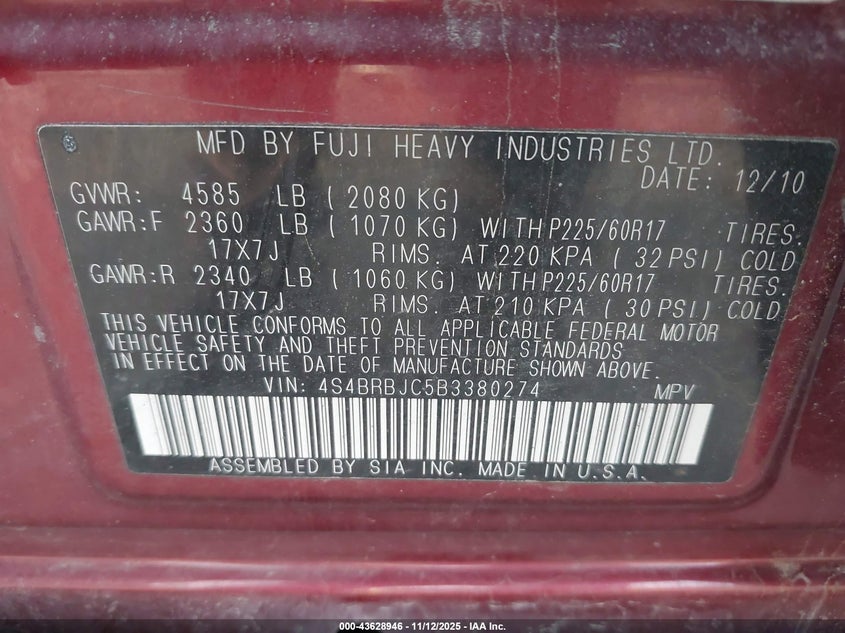 MFD BY FUJI HEAVY INDUSTRIES LTD.
DATE: 12/10
GVWR: 4585 LB ( 2080 KG)
GAWR:F 2360 LB ( 1070 KG) WITH P225/60R17 TIRES.
17X7J RIMS. AT 220 KPA ( 32 PSI) COLD
GAWR:R 2340 LB ( 1060 KG) WITH P225/60R17 TIRES.
17X7J RIMS. AT 210 KPA ( 30 PSI) COLD
THIS VEHICLE CONFORMS TO ALL APPLICABLE FEDERAL MOTOR
VEHICLE SAFETY AND THEFT PREVENTION STANDARDS
IN EFFECT ON THE DATE OF MANUFACTURE SHOWN ABOVE.
VIN: 4S4BRBJC5B3380274 MPV
ASSEMBLED BY SIA INC. MADE IN U.S.A.
000-43628946 - 11/12/2025 - IAA Inc.